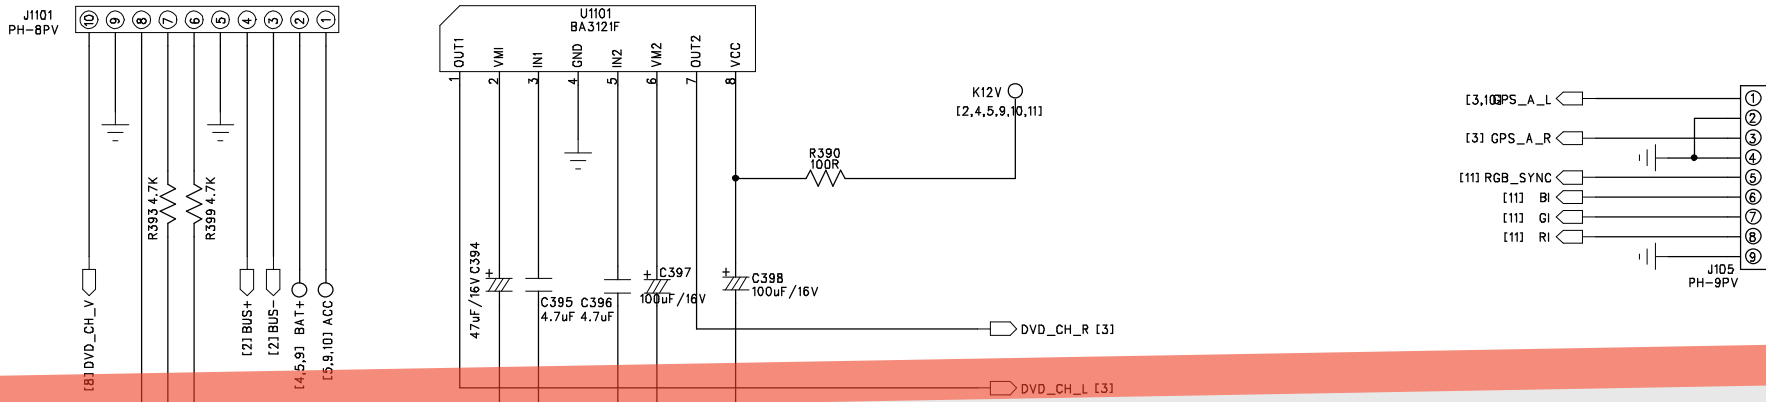 J1101
PH-8PV
10 9 8 7 6 5 4 3 2 1
R393 4.7K
R399 4.7K
[8] DVD_CH_V
[2] BUS+
[2] BUS-
[4,5,9] BAT+
[5,9,10] ACC
U1101
BA3121F
OUT1 VMI IN1 GND IN2 VM2 OUT2 VCC
1 2 3 4 5 6 7 8
K12V
[2,4,5,9,10,11]
R390
100R
47uF/16V C394
+
C395
4.7uF
C396
4.7uF
+ C397
100uF/16V
+ C398
100uF/16V
DVD_CH_R [3]
DVD_CH_L [3]
[3,10] GPS_A_L
[3] GPS_A_R
[11] RGB_SYNC
[11] BI
[11] GI
[11] RI
1
2
3
4
5
6
7
8
9
J105
PH-9PV